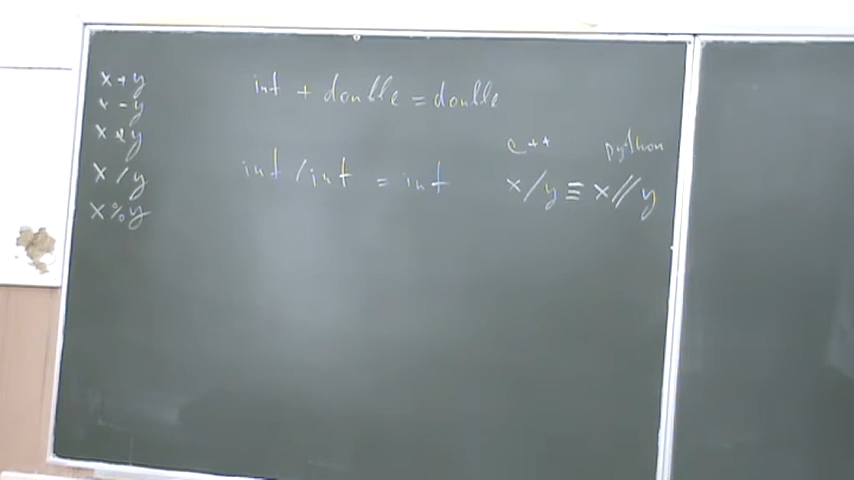 x + y
x - y
x * y
x / y
x % y
int + double = double
int / int = int
c++ python
x / y ≡ x // y